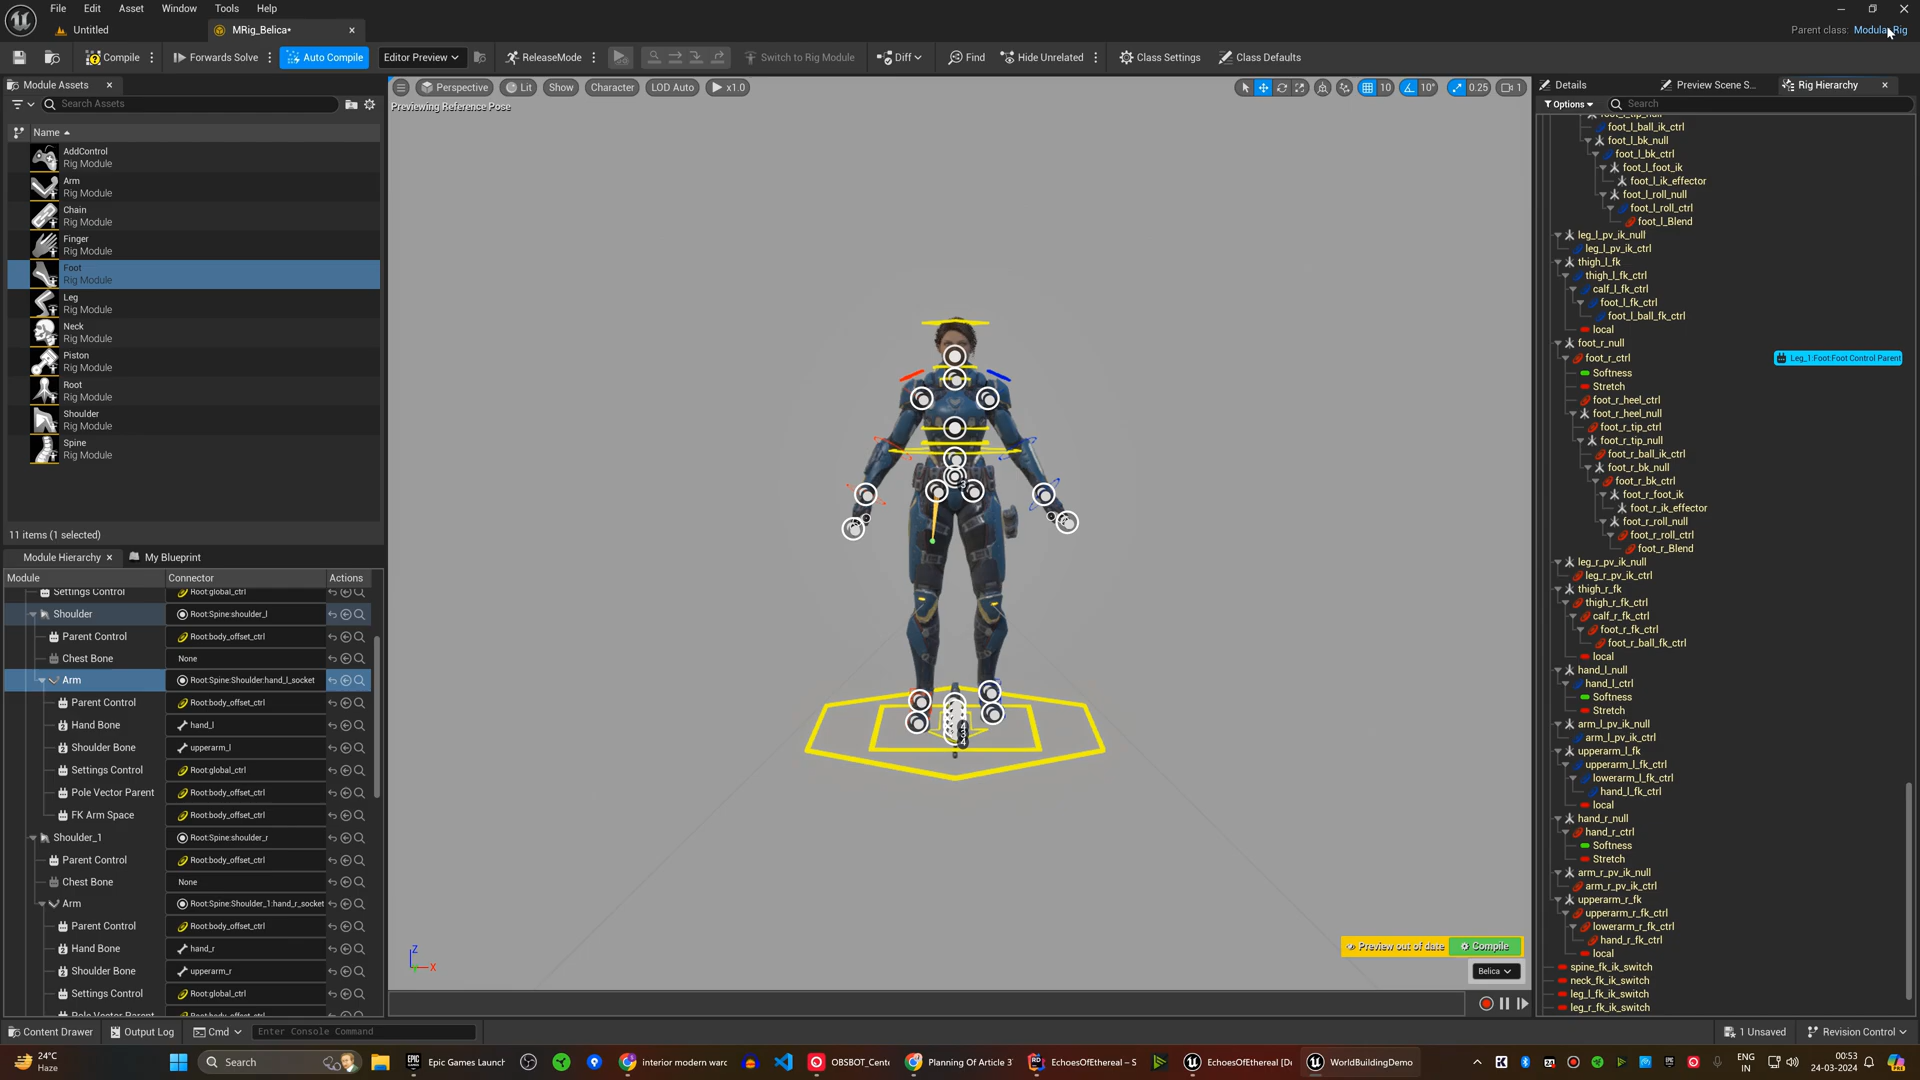 File Edit Asset Window Tools Help
Untitled
MRig_Belica•
Parent class: Modular Rig
Compile
Forwards Solve
Auto Compile
Editor Preview
ReleaseMode
Switch to Rig Module
Diff
Find
Hide Unrelated
Class Settings
Class Defaults
Module Assets
Search Assets
Name
AddControl
Rig Module
Arm
Rig Module
Chain
Rig Module
Finger
Rig Module
Foot
Rig Module
Leg
Rig Module
Neck
Rig Module
Piston
Rig Module
Root
Rig Module
Shoulder
Rig Module
Spine
Rig Module
11 items (1 selected)
Module Hierarchy
My Blueprint
Module Connector Actions
Settings Control Root:global_ctrl
Shoulder Root:Spine:shoulder_l
Parent Control Root:body_offset_ctrl
Chest Bone None
Arm Root:Spine:Shoulder:hand_l_socket
Parent Control Root:body_offset_ctrl
Hand Bone hand_l
Shoulder Bone upperarm_l
Settings Control Root:global_ctrl
Pole Vector Parent Root:body_offset_ctrl
FK Arm Space Root:body_offset_ctrl
Shoulder_1 Root:Spine:shoulder_r
Parent Control Root:body_offset_ctrl
Chest Bone None
Arm Root:Spine:Shoulder_1:hand_r_socket
Parent Control Root:body_offset_ctrl
Hand Bone hand_r
Shoulder Bone upperarm_r
Settings Control Root:global_ctrl
Pole Vector Parent Root:body_offset_ctrl
Perspective Lit Show Character LOD Auto x1.0
Previewing Reference Pose
10 10° 0.25 1
3
4
3
4
Z
X
Preview out of date Compile
Belica
Details
Preview Scene S...
Rig Hierarchy
Options
Search
foot_l_tip_null
foot_l_ball_ik_ctrl
foot_l_bk_null
foot_l_bk_ctrl
foot_l_foot_ik
foot_l_ik_effector
foot_l_roll_null
foot_l_roll_ctrl
foot_l_Blend
leg_l_pv_ik_null
leg_l_pv_ik_ctrl
thigh_l_fk
thigh_l_fk_ctrl
calf_l_fk_ctrl
foot_l_fk_ctrl
foot_l_ball_fk_ctrl
local
foot_r_null
foot_r_ctrl Leg_1:Foot:Foot Control Parent
Softness
Stretch
foot_r_heel_ctrl
foot_r_heel_null
foot_r_tip_ctrl
foot_r_tip_null
foot_r_ball_ik_ctrl
foot_r_bk_null
foot_r_bk_ctrl
foot_r_foot_ik
foot_r_ik_effector
foot_r_roll_null
foot_r_roll_ctrl
foot_r_Blend
leg_r_pv_ik_null
leg_r_pv_ik_ctrl
thigh_r_fk
thigh_r_fk_ctrl
calf_r_fk_ctrl
foot_r_fk_ctrl
foot_r_ball_fk_ctrl
local
hand_l_null
hand_l_ctrl
Softness
Stretch
arm_l_pv_ik_null
arm_l_pv_ik_ctrl
upperarm_l_fk
upperarm_l_fk_ctrl
lowerarm_l_fk_ctrl
hand_l_fk_ctrl
local
hand_r_null
hand_r_ctrl
Softness
Stretch
arm_r_pv_ik_null
arm_r_pv_ik_ctrl
upperarm_r_fk
upperarm_r_fk_ctrl
lowerarm_r_fk_ctrl
hand_r_fk_ctrl
local
spine_fk_ik_switch
neck_fk_ik_switch
leg_l_fk_ik_switch
leg_r_fk_ik_switch
Content Drawer
Output Log
Cmd
Enter Console Command
1 Unsaved
Revision Control
24°C
Haze
Search
Epic Games Launch
interior modern warc
OBSBOT_Cente
Planning Of Article 3
EchoesOfEthereal – S
EchoesOfEthereal [De
WorldBuildingDemo
ENG
IN
00:53
24-03-2024